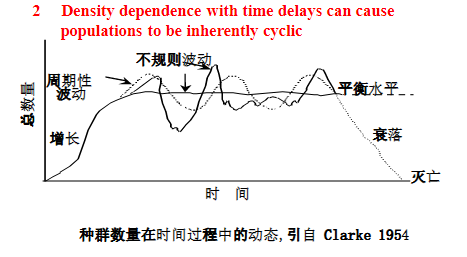 2 Density dependence with time delays can cause
populations to be inherently cyclic
不规则波动
周期性
波动
平衡水平
总数量
增长
衰落
灭亡
时 间
种群数量在时间过程中的动态,引自 Clarke 1954